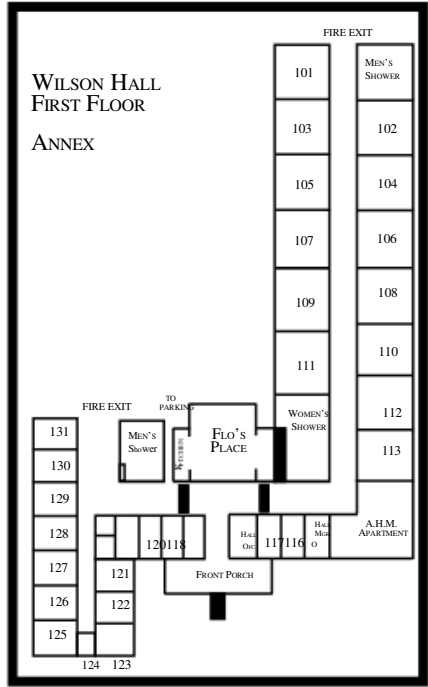 FIRE EXIT
WILSON HALL
FIRST FLOOR
ANNEX
101
MEN'S
SHOWER
103
102
105
104
107
106
109
108
111
110
TO
PARKING
FIRE EXIT
WOMEN'S
SHOWER
112
131
MEN'S
SHOWER
KITCHEN
FLO'S
PLACE
113
130
129
128
120
118
HALL
OFC.
117
116
HALL
MGR
O
A.H.M.
APARTMENT
127
121
FRONT PORCH
126
122
125
124
123